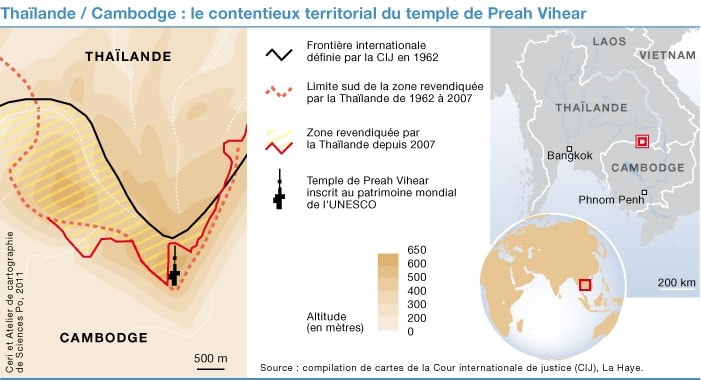 Thaïlande / Cambodge : le contentieux territorial du temple de Preah Vihear
THAÏLANDE
CAMBODGE
500 m
Ceri et Atelier de cartographie
de Sciences Po, 2011
Frontière internationale
définie par la CIJ en 1962
Limite sud de la zone revendiquée
par la Thaïlande de 1962 à 2007
Zone revendiquée par
la Thaïlande depuis 2007
Temple de Preah Vihear
inscrit au patrimoine mondial
de l'UNESCO
650
600
500
400
300
200
0
Altitude
(en mètres)
LAOS
VIETNAM
THAÏLANDE
Bangkok
CAMBODGE
Phnom Penh
200 km
Source : compilation de cartes de la Cour internationale de justice (CIJ), La Haye.